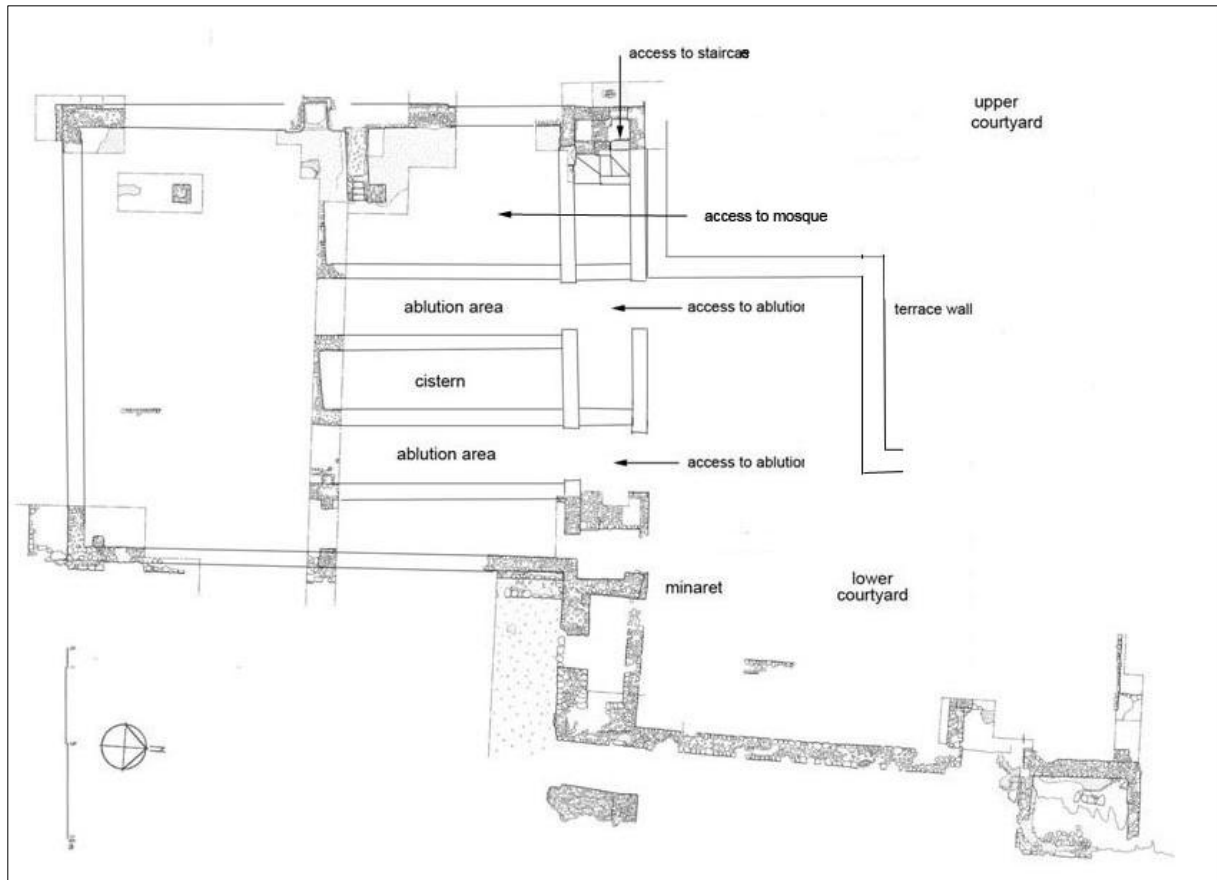 access to staircas
upper
courtyard
access to mosque
ablution area
access to ablution
terrace wall
cistern
ablution area
access to ablution
minaret
lower
courtyard
N